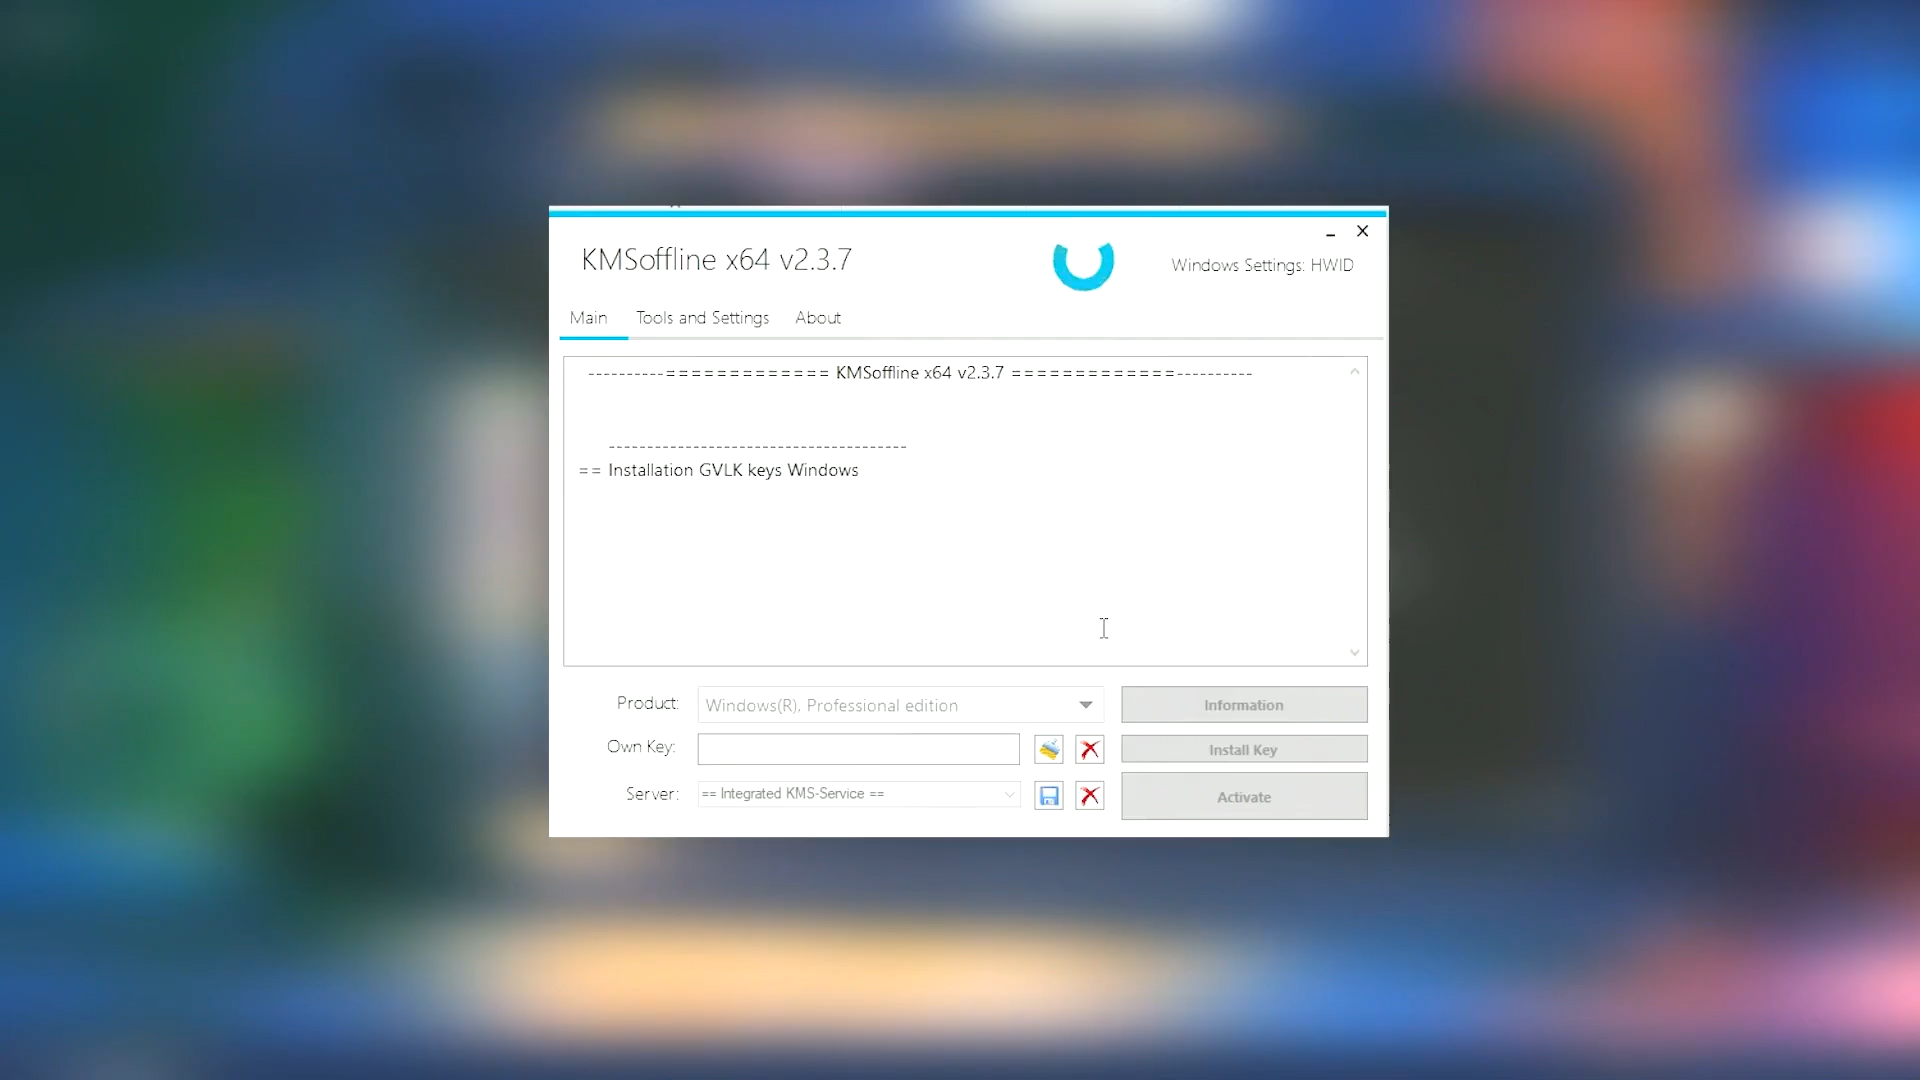 KMSoffline x64 v2.3.7
Windows Settings: HWID
Main
Tools and Settings
About
----------============= KMSoffline x64 v2.3.7 =============----------
---------------------------------------
== Installation GVLK keys Windows
Product:
Windows(R), Professional edition
Information
Own Key:
Install Key
Server:
== Integrated KMS-Service ==
Activate